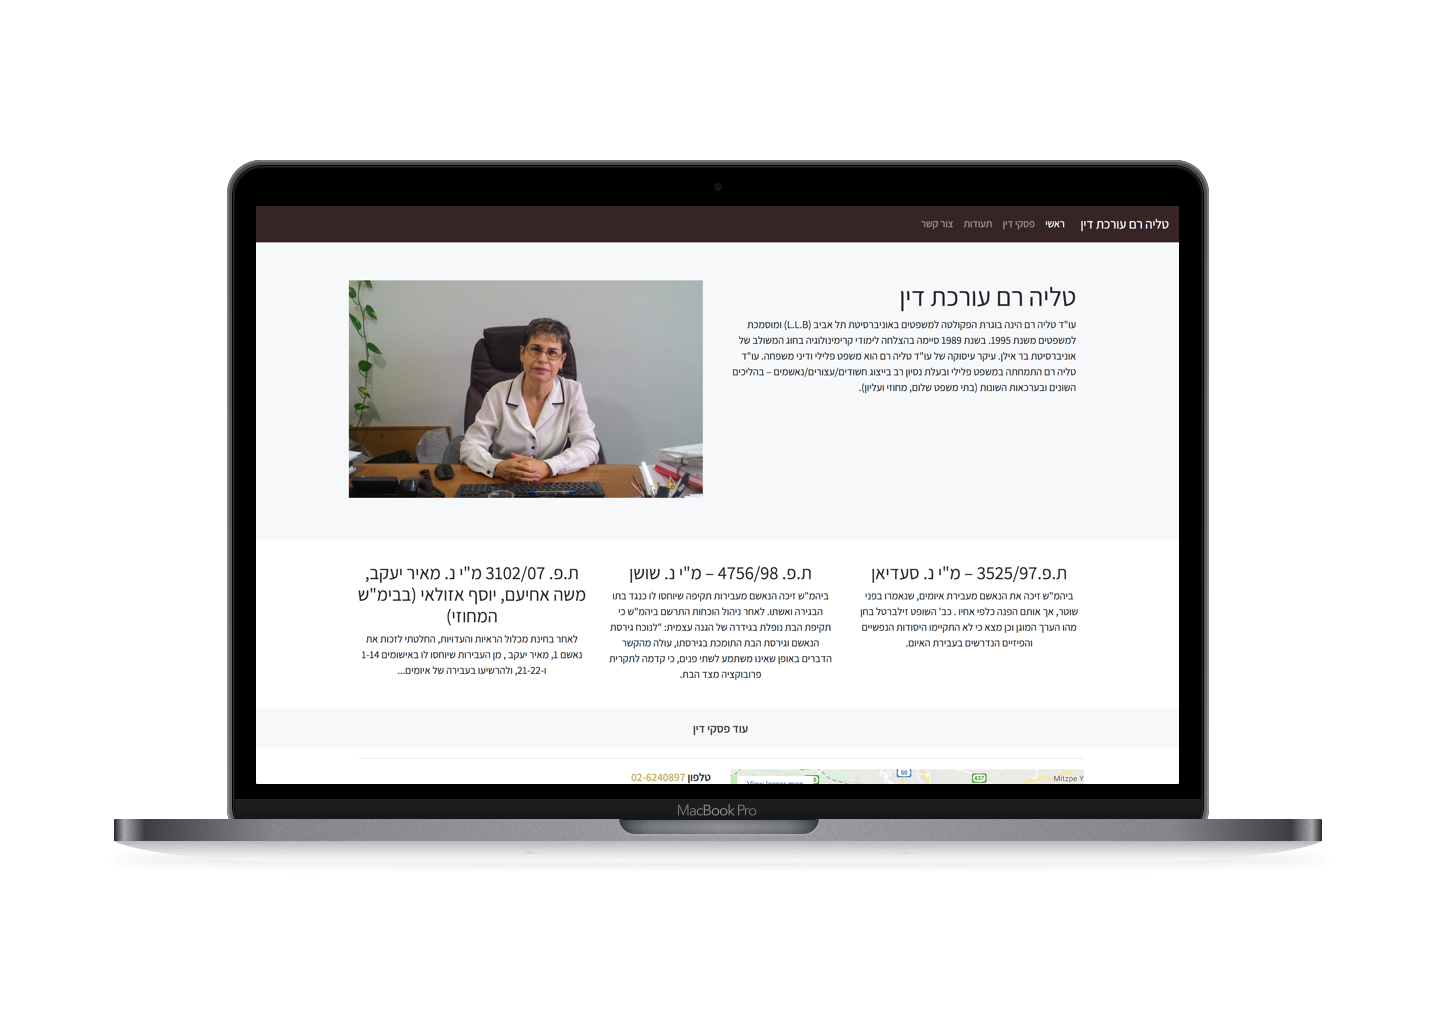 טליה רם עורכת דין ראשי פסקי דין תעודות צור קשר
טליה רם עורכת דין
עו"ד טליה רם הינה בוגרת הפקולטה למשפטים באוניברסיטת תל אביב (L.L.B) ומוסמכת
למשפטים משנת 1995. בשנת 1989 סיימה בהצלחה לימודי קרימינולוגיה בחוג המשולב של
אוניברסיטת בר אילן. עיקר עיסוקה של עו"ד טליה רם הוא משפט פלילי ודיני משפחה. עו"ד
טליה רם התמחתה במשפט פלילי ובעלת נסיון רב בייצוג חשודים/עצורים/נאשמים – בהליכים
השונים ובערכאות השונות (בתי משפט שלום, מחוזי ועליון).
ת.פ.3525/97 – מ"י נ. סעדיאן
ביהמ"ש זיכה את הנאשם מעבירת איומים, שנאמרו בפני
שוטר, אך אותם הפנה כלפי אחיו . כב' השופט זילברטל בחן
מהו הערך המוגן וכן מצא כי לא התקיימו היסודות הנפשיים
והפיזיים הנדרשים בעבירת האיום.
ת.פ. 4756/98 – מ"י נ. ששון
ביהמ"ש זיכה הנאשם מעבירות תקיפה שיוחסו לו כנגד בתו
הבגירה ואשתו. לאחר ניהול הוכחות התרשם ביהמ"ש כי
תקיפת הבת נופלת בגידרה של הגנה עצמית: "לנוכח גירסת
הנאשם וגירסת הבת התומכת בגירסתו, עולה מהקשר
הדברים באופן שאינו משתמע לשתי פנים, כי קדמה לתקרית
פרובוקציה מצד הבת.
ת.פ. 3102/07 מ"י נ. מאיר יעקב,
משה אחיעם, יוסף אזולאי (בבימ"ש
המחוזי)
לאחר בחינת מכלול הראיות והעדויות, החלטתי לזכות את
נאשם 1, מאיר יעקב , מן העבירות שיוחסו לו באישומים 1-14
ו-21-22, ולהרשיעו בעבירה של איומים...
עוד פסקי דין
טלפון 02-6240897
View larger map
50
437
Mitzpe Y
MacBook Pro